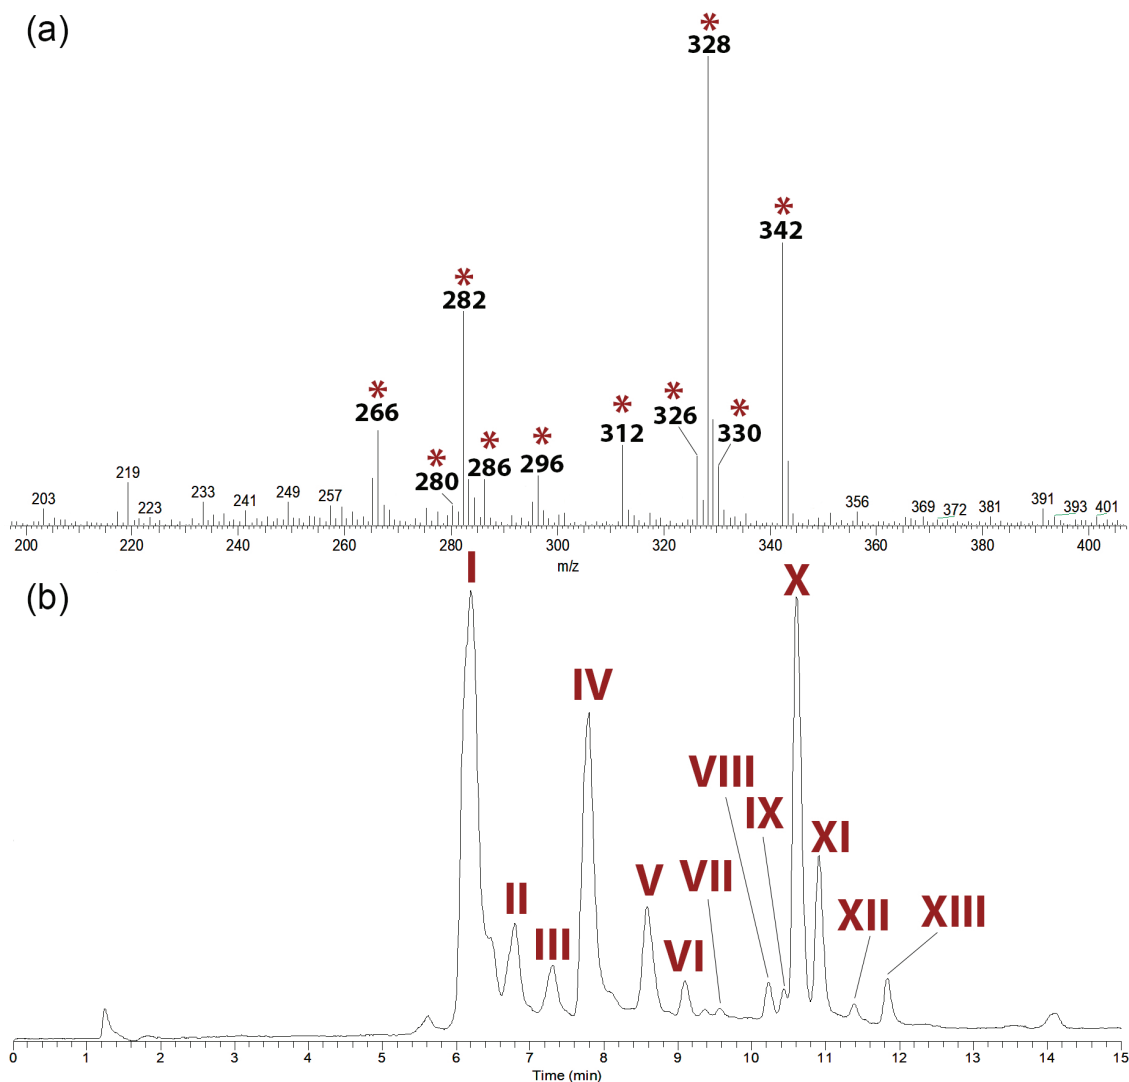 (a)
*
328
*
342
*
282
*
266
*
312
*
326
*
330
*
280
*
286
*
296
203
219
223
233
241
249
257
356
369
372
381
391
393
401
200 220 240 260 280 300 320 340 360 380 400
m/z
(b)
I
X
IV
VIII
IX
XI
VII
V
II
XII
XIII
III
VI
0 1 2 3 4 5 6 7 8 9 10 11 12 13 14 15
Time (min)